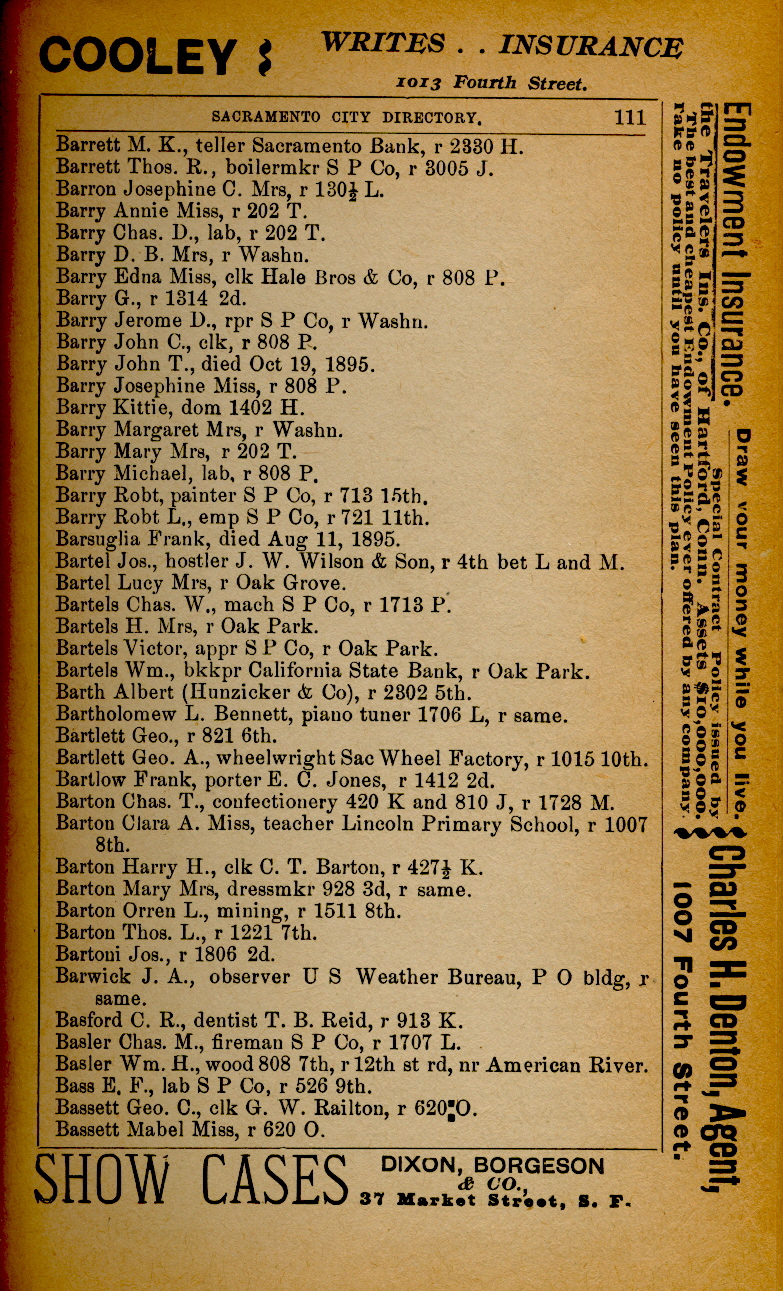 COOLEY
WRITES . . INSURANCE
1013 Fourth Street.
SACRAMENTO CITY DIRECTORY. 111
Barrett M. K., teller Sacramento Bank, r 2330 H.
Barrett Thos. R., boilermkr S P Co, r 3005 J.
Barron Josephine C. Mrs, r 130½ L.
Barry Annie Miss, r 202 T.
Barry Chas. D., lab, r 202 T.
Barry D. B. Mrs, r Washn.
Barry Edna Miss, clk Hale Bros & Co, r 808 P.
Barry G., r 1314 2d.
Barry Jerome D., rpr S P Co, r Washn.
Barry John C., clk, r 808 P.
Barry John T., died Oct 19, 1895.
Barry Josephine Miss, r 808 P.
Barry Kittie, dom 1402 H.
Barry Margaret Mrs, r Washn.
Barry Mary Mrs, r 202 T.
Barry Michael, lab, r 808 P.
Barry Robt, painter S P Co, r 713 15th.
Barry Robt L., emp S P Co, r 721 11th.
Barsuglia Frank, died Aug 11, 1895.
Bartel Jos., hostler J. W. Wilson & Son, r 4th bet L and M.
Bartel Lucy Mrs, r Oak Grove.
Bartels Chas. W., mach S P Co, r 1713 P.
Bartels H. Mrs, r Oak Park.
Bartels Victor, appr S P Co, r Oak Park.
Bartels Wm., bkkpr California State Bank, r Oak Park.
Barth Albert (Hunzicker & Co), r 2302 5th.
Bartholomew L. Bennett, piano tuner 1706 L, r same.
Bartlett Geo., r 821 6th.
Bartlett Geo. A., wheelwright Sac Wheel Factory, r 1015 10th.
Bartlow Frank, porter E. C. Jones, r 1412 2d.
Barton Chas. T., confectionery 420 K and 810 J, r 1728 M.
Barton Clara A. Miss, teacher Lincoln Primary School, r 1007
8th.
Barton Harry H., clk C. T. Barton, r 427½ K.
Barton Mary Mrs, dressmkr 928 3d, r same.
Barton Orren L., mining, r 1511 8th.
Barton Thos. L., r 1221 7th.
Bartoni Jos., r 1806 2d.
Barwick J. A., observer U S Weather Bureau, P O bldg, r
same.
Basford C. R., dentist T. B. Reid, r 913 K.
Basler Chas. M., fireman S P Co, r 1707 L.
Basler Wm. H., wood 808 7th, r 12th st rd, nr American River.
Bass E. F., lab S P Co, r 526 9th.
Bassett Geo. C., clk G. W. Railton, r 620 O.
Bassett Mabel Miss, r 620 O.
Endowment Insurance. Draw your money while you live.
Special Contract Policy issued by
the Travelers Ins. Co., of Hartford, Conn. Assets $10,000,000.
The best and cheapest Endowment Policy ever offered by any company.
Take no policy until you have seen this plan.
Charles H. Denton, Agent,
1007 Fourth Street.
SHOW CASES
DIXON, BORGESON
& CO.,
37 Market Street, S. F.